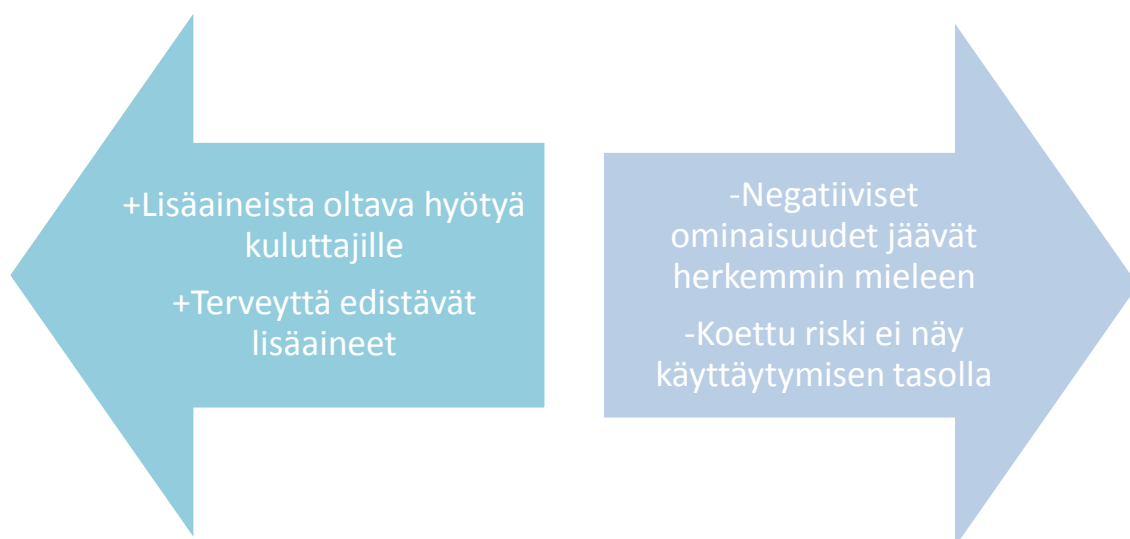 +Lisäaineista oltava hyötyä
kuluttajille
+Terveyttä edistävät
lisäaineet
-Negatiiviset
ominaisuudet jäävät
herkemmin mieleen
-Koettu riski ei näy
käyttäytymisen tasolla